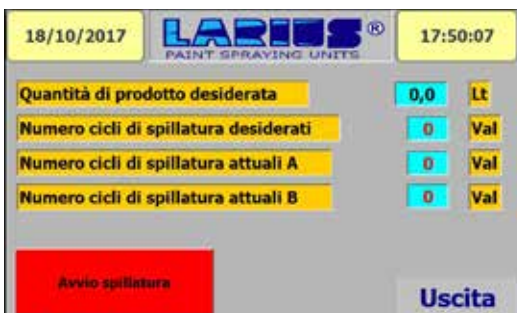 18/10/2017 LARIUS® 17:50:07
PAINT SPRAYING UNITS
Quantità di prodotto desiderata 0,0 Lt
Numero cicli di spillatura desiderati 0 Val
Numero cicli di spillatura attuali A 0 Val
Numero cicli di spillatura attuali B 0 Val
Avvio spillatura
Uscita